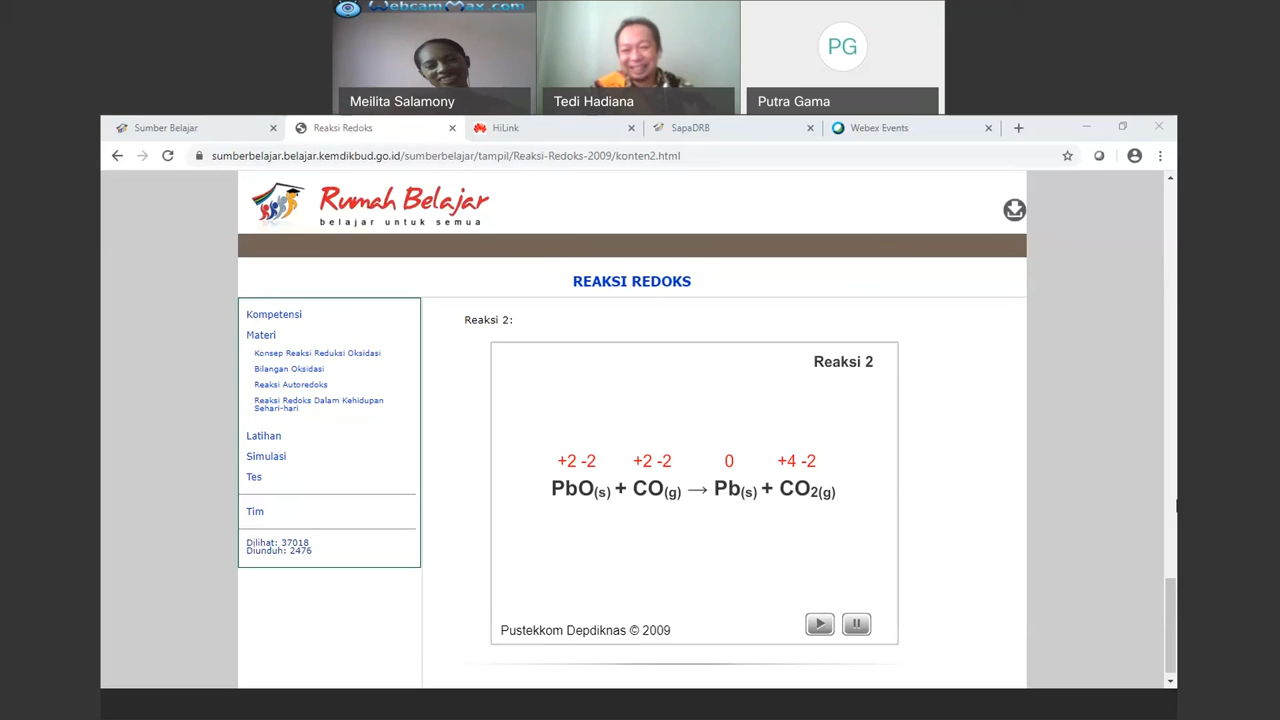 WebcamMax.com
PG
Meilita Salamony
Tedi Hadiana
Putra Gama
Sumber Belajar
Reaksi Redoks
HiLink
SapaDRB
Webex Events
sumberbelajar.belajar.kemdikbud.go.id/sumberbelajar/tampil/Reaksi-Redoks-2009/konten2.html
Rumah Belajar
belajar untuk semua
REAKSI REDOKS
Kompetensi
Materi
Konsep Reaksi Reduksi Oksidasi
Bilangan Oksidasi
Reaksi Autoredoks
Reaksi Redoks Dalam Kehidupan
Sehari-hari
Latihan
Simulasi
Tes
Tim
Dilihat: 37018
Diunduh: 2476
Reaksi 2:
Reaksi 2
+2 -2 +2 -2 0 +4 -2
PbO(s) + CO(g) → Pb(s) + CO2(g)
Pustekkom Depdiknas © 2009